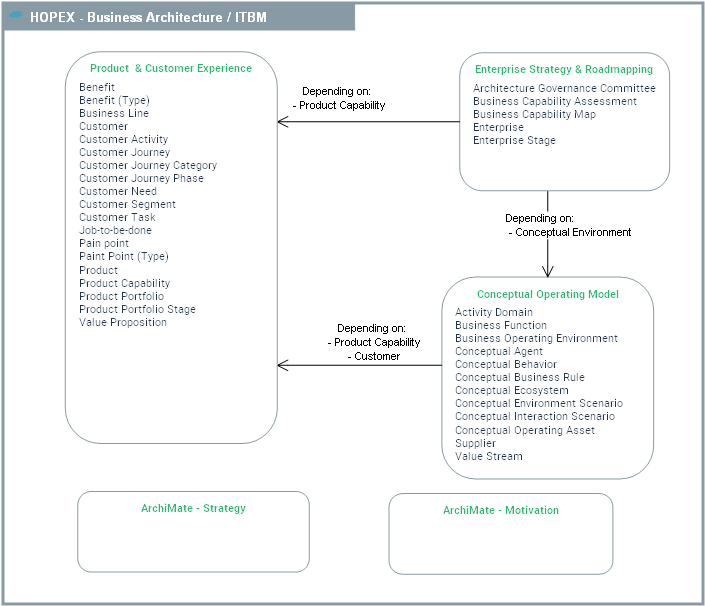 HOPEX - Business Architecture / ITBM
Product & Customer Experience
Benefit
Benefit (Type)
Business Line
Customer
Customer Activity
Customer Journey
Customer Journey Category
Customer Journey Phase
Customer Need
Customer Segment
Customer Task
Job-to-be-done
Pain point
Paint Point (Type)
Product
Product Capability
Product Portfolio
Product Portfolio Stage
Value Proposition
Depending on:
- Product Capability
Enterprise Strategy & Roadmapping
Architecture Governance Committee
Business Capability Assessment
Business Capability Map
Enterprise
Enterprise Stage
Depending on:
- Conceptual Environment
Depending on:
- Product Capability
- Customer
Conceptual Operating Model
Activity Domain
Business Function
Business Operating Environment
Conceptual Agent
Conceptual Behavior
Conceptual Business Rule
Conceptual Ecosystem
Conceptual Environment Scenario
Conceptual Interaction Scenario
Conceptual Operating Asset
Supplier
Value Stream
ArchiMate - Strategy
ArchiMate - Motivation